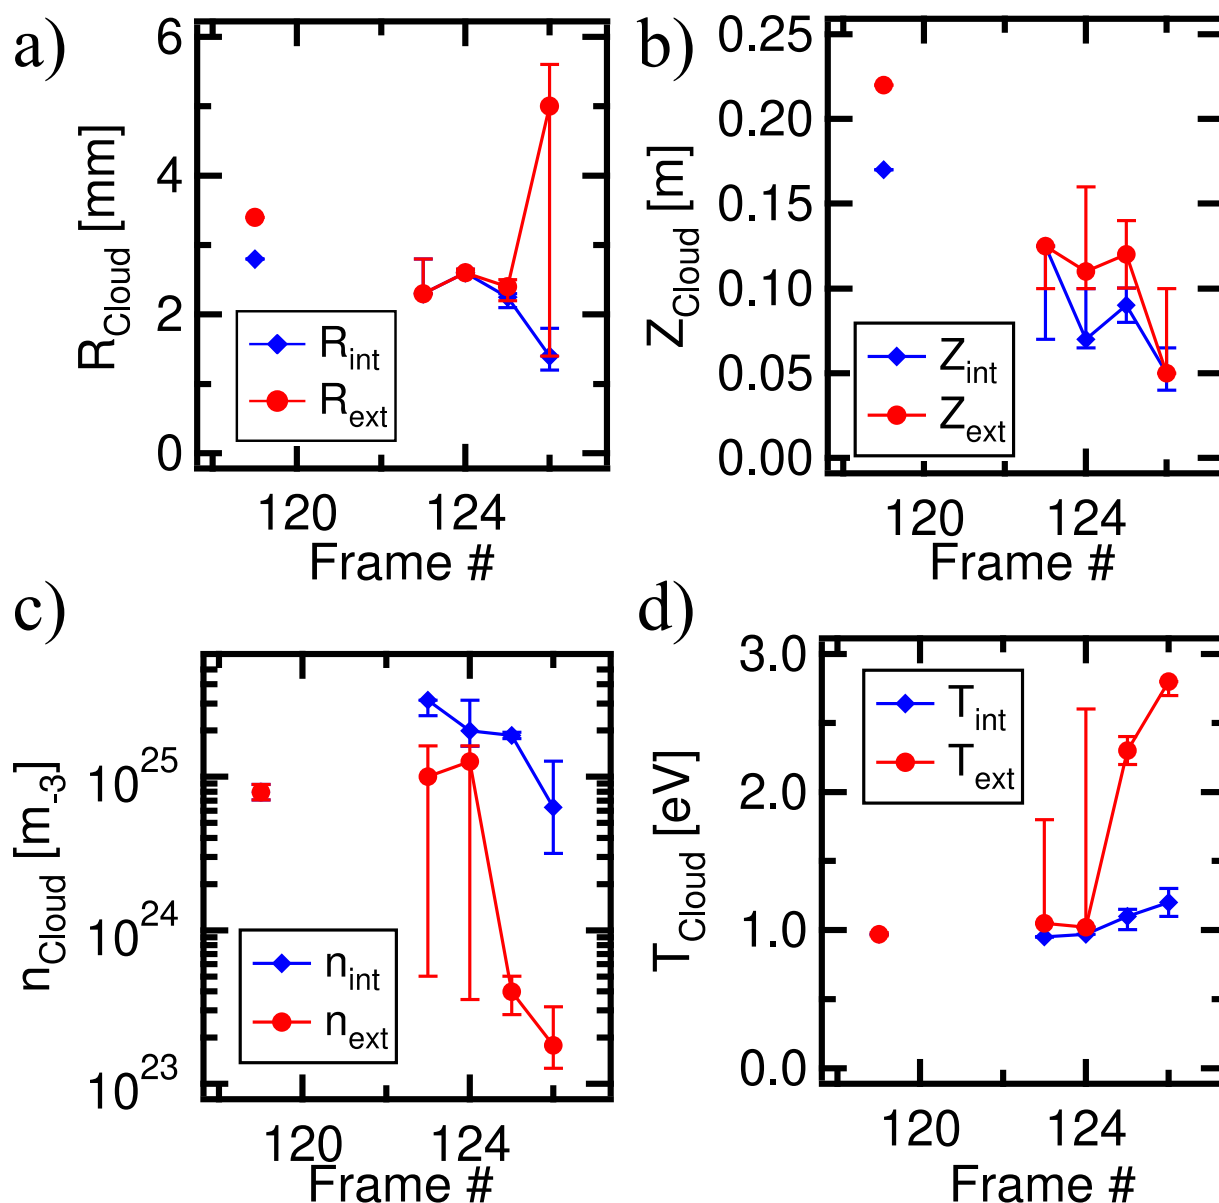 a)
6
4
2
0
R_Cloud [mm]
R_int
R_ext
120
124
Frame #
b)
0.25
0.20
0.15
0.10
0.05
0.00
Z_Cloud [m]
Z_int
Z_ext
120
124
Frame #
c)
10^25
10^24
10^23
n_Cloud [m_-3]
n_int
n_ext
120
124
Frame #
d)
3.0
2.0
1.0
0.0
T_Cloud [eV]
T_int
T_ext
120
124
Frame #